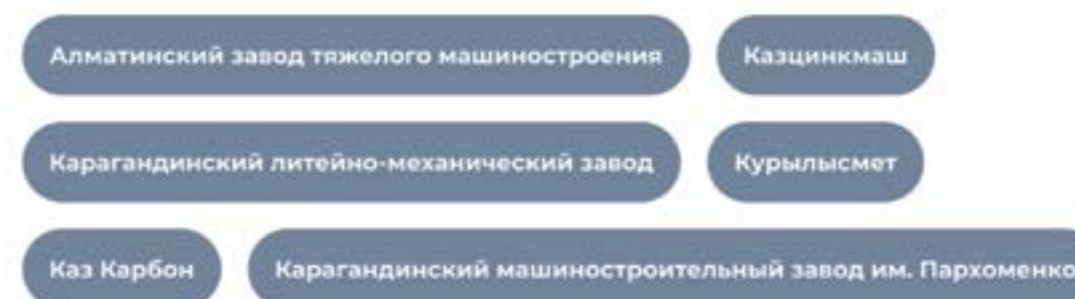 Алматинский завод тяжелого машиностроения
Казцинкмаш
Карагандинский литейно-механический завод
Курылысмет
Каз Карбон
Карагандинский машиностроительный завод им. Пархоменко